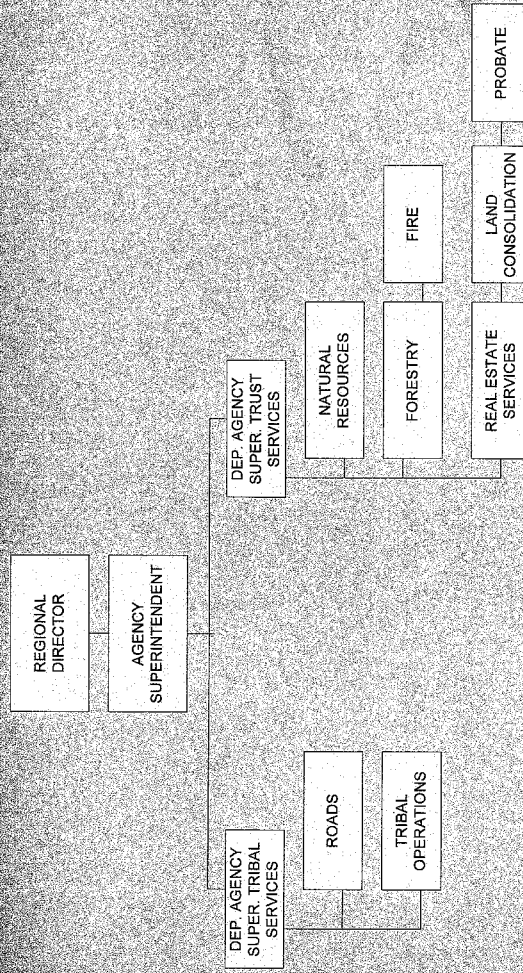 REGIONAL
DIRECTOR
AGENCY
SUPERINTENDENT
DEP. AGENCY
SUPER. TRIBAL
SERVICES
ROADS
TRIBAL
OPERATIONS
DEP. AGENCY
SUPER. TRUST
SERVICES
NATURAL
RESOURCES
FORESTRY
FIRE
REAL ESTATE
SERVICES
LAND
CONSOLIDATION
PROBATE